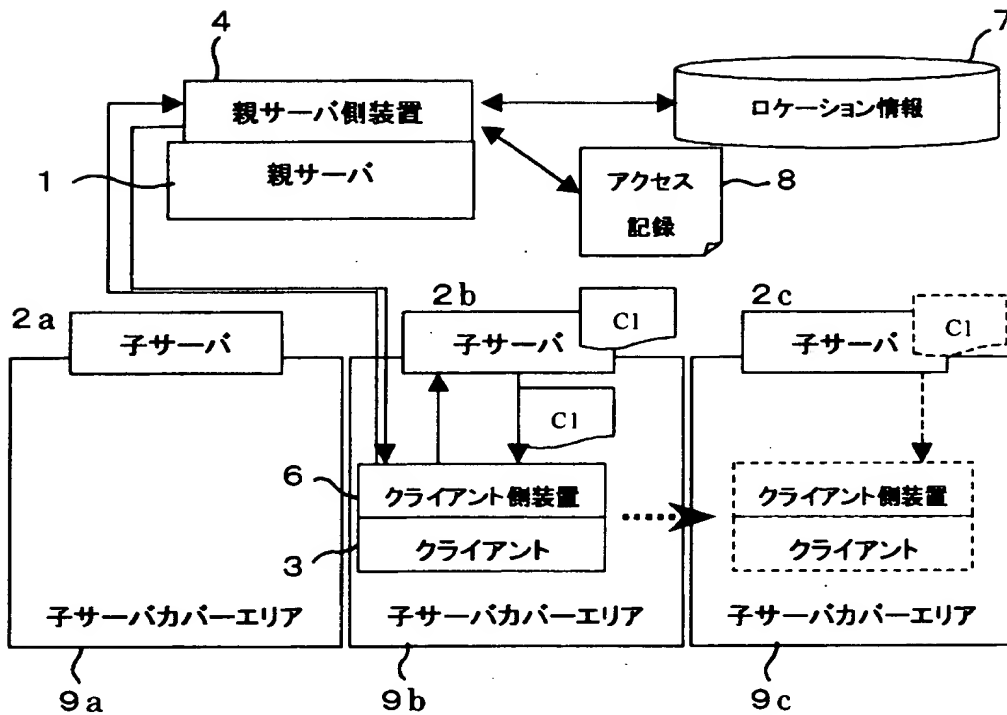 4
7
親サーバ側装置
ロケーション情報
1
親サーバ
アクセス
記録
8
2a
子サーバ
2b
子サーバ
C1
2c
子サーバ
C1
C1
6
クライアント側装置
3
クライアント
クライアント側装置
クライアント
子サーバカバーエリア
子サーバカバーエリア
子サーバカバーエリア
9a
9b
9c